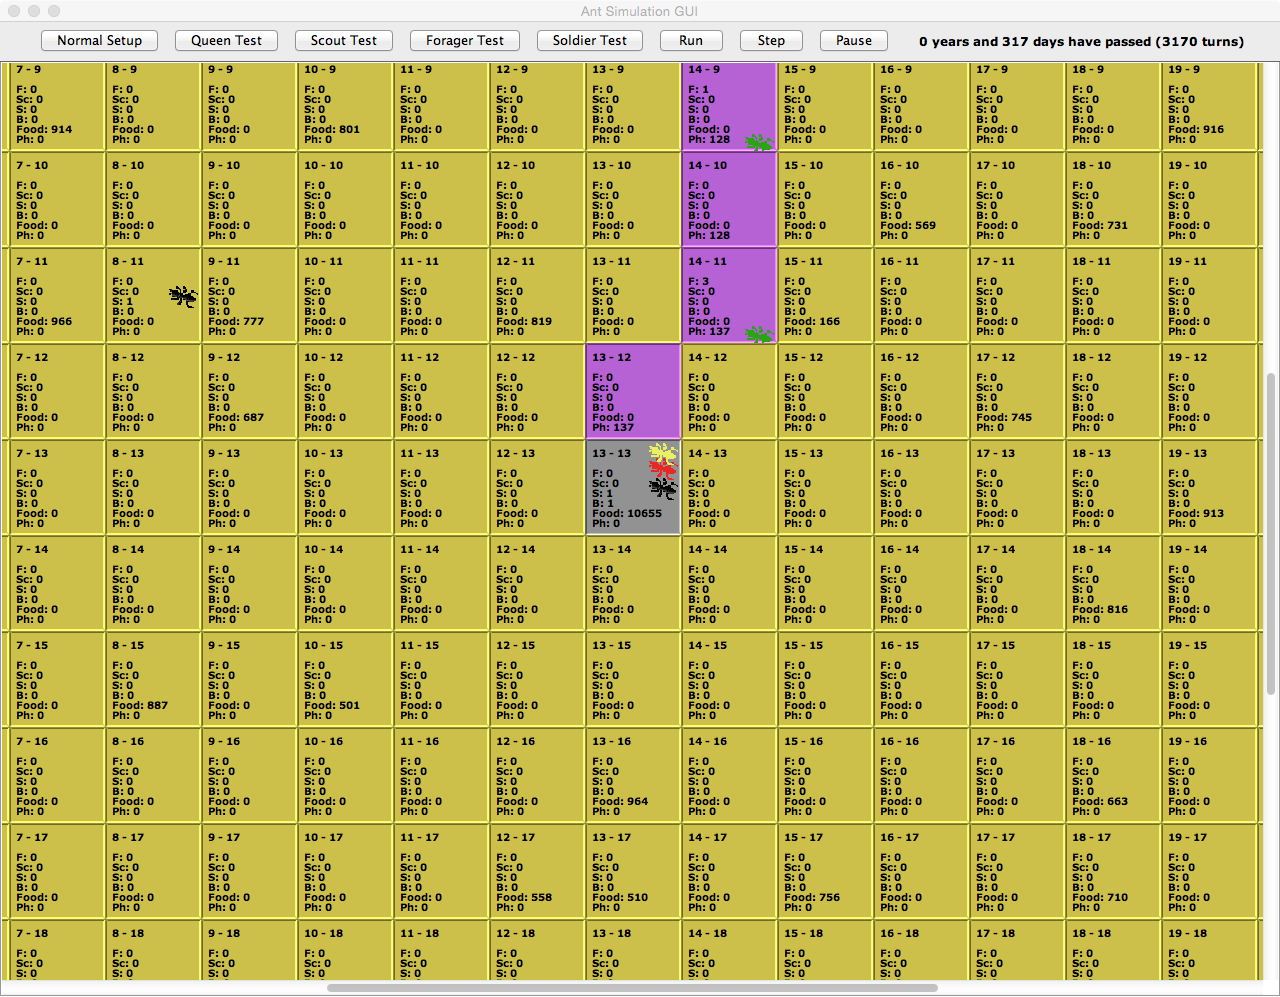 Ant Simulation GUI
Normal Setup Queen Test Scout Test Forager Test Soldier Test Run Step Pause 0 years and 317 days have passed (3170 turns)
7 - 9 8 - 9 9 - 9 10 - 9 11 - 9 12 - 9 13 - 9 14 - 9 15 - 9 16 - 9 17 - 9 18 - 9 19 - 9
F: 0 F: 0 F: 0 F: 0 F: 0 F: 0 F: 0 F: 1 F: 0 F: 0 F: 0 F: 0 F: 0
Sc: 0 Sc: 0 Sc: 0 Sc: 0 Sc: 0 Sc: 0 Sc: 0 Sc: 0 Sc: 0 Sc: 0 Sc: 0 Sc: 0 Sc: 0
S: 0 S: 0 S: 0 S: 0 S: 0 S: 0 S: 0 S: 0 S: 0 S: 0 S: 0 S: 0 S: 0
B: 0 B: 0 B: 0 B: 0 B: 0 B: 0 B: 0 B: 0 B: 0 B: 0 B: 0 B: 0 B: 0
Food: 914 Food: 0 Food: 0 Food: 801 Food: 0 Food: 0 Food: 0 Food: 0 Food: 0 Food: 0 Food: 0 Food: 0 Food: 916
Ph: 0 Ph: 0 Ph: 0 Ph: 0 Ph: 0 Ph: 0 Ph: 0 Ph: 128 Ph: 0 Ph: 0 Ph: 0 Ph: 0 Ph: 0
7 - 10 8 - 10 9 - 10 10 - 10 11 - 10 12 - 10 13 - 10 14 - 10 15 - 10 16 - 10 17 - 10 18 - 10 19 - 10
F: 0 F: 0 F: 0 F: 0 F: 0 F: 0 F: 0 F: 0 F: 0 F: 0 F: 0 F: 0 F: 0
Sc: 0 Sc: 0 Sc: 0 Sc: 0 Sc: 0 Sc: 0 Sc: 0 Sc: 0 Sc: 0 Sc: 0 Sc: 0 Sc: 0 Sc: 0
S: 0 S: 0 S: 0 S: 0 S: 0 S: 0 S: 0 S: 0 S: 0 S: 0 S: 0 S: 0 S: 0
B: 0 B: 0 B: 0 B: 0 B: 0 B: 0 B: 0 B: 0 B: 0 B: 0 B: 0 B: 0 B: 0
Food: 0 Food: 0 Food: 0 Food: 0 Food: 0 Food: 0 Food: 0 Food: 0 Food: 0 Food: 569 Food: 0 Food: 731 Food: 0
Ph: 0 Ph: 0 Ph: 0 Ph: 0 Ph: 0 Ph: 0 Ph: 0 Ph: 128 Ph: 0 Ph: 0 Ph: 0 Ph: 0 Ph: 0
7 - 11 8 - 11 9 - 11 10 - 11 11 - 11 12 - 11 13 - 11 14 - 11 15 - 11 16 - 11 17 - 11 18 - 11 19 - 11
F: 0 F: 0 F: 0 F: 0 F: 0 F: 0 F: 0 F: 3 F: 0 F: 0 F: 0 F: 0 F: 0
Sc: 0 Sc: 0 Sc: 0 Sc: 0 Sc: 0 Sc: 0 Sc: 0 Sc: 0 Sc: 0 Sc: 0 Sc: 0 Sc: 0 Sc: 0
S: 0 S: 1 S: 0 S: 0 S: 0 S: 0 S: 0 S: 0 S: 0 S: 0 S: 0 S: 0 S: 0
B: 0 B: 0 B: 0 B: 0 B: 0 B: 0 B: 0 B: 0 B: 0 B: 0 B: 0 B: 0 B: 0
Food: 966 Food: 0 Food: 777 Food: 0 Food: 0 Food: 819 Food: 0 Food: 0 Food: 166 Food: 0 Food: 0 Food: 0 Food: 0
Ph: 0 Ph: 0 Ph: 0 Ph: 0 Ph: 0 Ph: 0 Ph: 0 Ph: 137 Ph: 0 Ph: 0 Ph: 0 Ph: 0 Ph: 0
7 - 12 8 - 12 9 - 12 10 - 12 11 - 12 12 - 12 13 - 12 14 - 12 15 - 12 16 - 12 17 - 12 18 - 12 19 - 12
F: 0 F: 0 F: 0 F: 0 F: 0 F: 0 F: 0 F: 0 F: 0 F: 0 F: 0 F: 0 F: 0
Sc: 0 Sc: 0 Sc: 0 Sc: 0 Sc: 0 Sc: 0 Sc: 0 Sc: 0 Sc: 0 Sc: 0 Sc: 0 Sc: 0 Sc: 0
S: 0 S: 0 S: 0 S: 0 S: 0 S: 0 S: 0 S: 0 S: 0 S: 0 S: 0 S: 0 S: 0
B: 0 B: 0 B: 0 B: 0 B: 0 B: 0 B: 0 B: 0 B: 0 B: 0 B: 0 B: 0 B: 0
Food: 0 Food: 0 Food: 687 Food: 0 Food: 0 Food: 0 Food: 0 Food: 0 Food: 0 Food: 0 Food: 745 Food: 0 Food: 0
Ph: 0 Ph: 0 Ph: 0 Ph: 0 Ph: 0 Ph: 0 Ph: 137 Ph: 0 Ph: 0 Ph: 0 Ph: 0 Ph: 0 Ph: 0
7 - 13 8 - 13 9 - 13 10 - 13 11 - 13 12 - 13 13 - 13 14 - 13 15 - 13 16 - 13 17 - 13 18 - 13 19 - 13
F: 0 F: 0 F: 0 F: 0 F: 0 F: 0 F: 0 F: 0 F: 0 F: 0 F: 0 F: 0 F: 0
Sc: 0 Sc: 0 Sc: 0 Sc: 0 Sc: 0 Sc: 0 Sc: 0 Sc: 0 Sc: 0 Sc: 0 Sc: 0 Sc: 0 Sc: 0
S: 0 S: 0 S: 0 S: 0 S: 0 S: 0 S: 1 S: 0 S: 0 S: 0 S: 0 S: 0 S: 0
B: 0 B: 0 B: 0 B: 0 B: 0 B: 0 B: 1 B: 0 B: 0 B: 0 B: 0 B: 0 B: 0
Food: 0 Food: 0 Food: 0 Food: 0 Food: 0 Food: 0 Food: 10655 Food: 0 Food: 0 Food: 0 Food: 0 Food: 0 Food: 913
Ph: 0 Ph: 0 Ph: 0 Ph: 0 Ph: 0 Ph: 0 Ph: 0 Ph: 0 Ph: 0 Ph: 0 Ph: 0 Ph: 0 Ph: 0
7 - 14 8 - 14 9 - 14 10 - 14 11 - 14 12 - 14 13 - 14 14 - 14 15 - 14 16 - 14 17 - 14 18 - 14 19 - 14
F: 0 F: 0 F: 0 F: 0 F: 0 F: 0 F: 0 F: 0 F: 0 F: 0 F: 0 F: 0 F: 0
Sc: 0 Sc: 0 Sc: 0 Sc: 0 Sc: 0 Sc: 0 Sc: 0 Sc: 0 Sc: 0 Sc: 0 Sc: 0 Sc: 0 Sc: 0
S: 0 S: 0 S: 0 S: 0 S: 0 S: 0 S: 0 S: 0 S: 0 S: 0 S: 0 S: 0 S: 0
B: 0 B: 0 B: 0 B: 0 B: 0 B: 0 B: 0 B: 0 B: 0 B: 0 B: 0 B: 0 B: 0
Food: 0 Food: 0 Food: 0 Food: 0 Food: 0 Food: 0 Food: 0 Food: 0 Food: 0 Food: 0 Food: 0 Food: 816 Food: 0
Ph: 0 Ph: 0 Ph: 0 Ph: 0 Ph: 0 Ph: 0 Ph: 0 Ph: 0 Ph: 0 Ph: 0 Ph: 0 Ph: 0 Ph: 0
7 - 15 8 - 15 9 - 15 10 - 15 11 - 15 12 - 15 13 - 15 14 - 15 15 - 15 16 - 15 17 - 15 18 - 15 19 - 15
F: 0 F: 0 F: 0 F: 0 F: 0 F: 0 F: 0 F: 0 F: 0 F: 0 F: 0 F: 0 F: 0
Sc: 0 Sc: 0 Sc: 0 Sc: 0 Sc: 0 Sc: 0 Sc: 0 Sc: 0 Sc: 0 Sc: 0 Sc: 0 Sc: 0 Sc: 0
S: 0 S: 0 S: 0 S: 0 S: 0 S: 0 S: 0 S: 0 S: 0 S: 0 S: 0 S: 0 S: 0
B: 0 B: 0 B: 0 B: 0 B: 0 B: 0 B: 0 B: 0 B: 0 B: 0 B: 0 B: 0 B: 0
Food: 0 Food: 887 Food: 0 Food: 501 Food: 0 Food: 0 Food: 0 Food: 0 Food: 0 Food: 0 Food: 0 Food: 0 Food: 0
Ph: 0 Ph: 0 Ph: 0 Ph: 0 Ph: 0 Ph: 0 Ph: 0 Ph: 0 Ph: 0 Ph: 0 Ph: 0 Ph: 0 Ph: 0
7 - 16 8 - 16 9 - 16 10 - 16 11 - 16 12 - 16 13 - 16 14 - 16 15 - 16 16 - 16 17 - 16 18 - 16 19 - 16
F: 0 F: 0 F: 0 F: 0 F: 0 F: 0 F: 0 F: 0 F: 0 F: 0 F: 0 F: 0 F: 0
Sc: 0 Sc: 0 Sc: 0 Sc: 0 Sc: 0 Sc: 0 Sc: 0 Sc: 0 Sc: 0 Sc: 0 Sc: 0 Sc: 0 Sc: 0
S: 0 S: 0 S: 0 S: 0 S: 0 S: 0 S: 0 S: 0 S: 0 S: 0 S: 0 S: 0 S: 0
B: 0 B: 0 B: 0 B: 0 B: 0 B: 0 B: 0 B: 0 B: 0 B: 0 B: 0 B: 0 B: 0
Food: 0 Food: 0 Food: 0 Food: 0 Food: 0 Food: 0 Food: 964 Food: 0 Food: 0 Food: 0 Food: 0 Food: 663 Food: 0
Ph: 0 Ph: 0 Ph: 0 Ph: 0 Ph: 0 Ph: 0 Ph: 0 Ph: 0 Ph: 0 Ph: 0 Ph: 0 Ph: 0 Ph: 0
7 - 17 8 - 17 9 - 17 10 - 17 11 - 17 12 - 17 13 - 17 14 - 17 15 - 17 16 - 17 17 - 17 18 - 17 19 - 17
F: 0 F: 0 F: 0 F: 0 F: 0 F: 0 F: 0 F: 0 F: 0 F: 0 F: 0 F: 0 F: 0
Sc: 0 Sc: 0 Sc: 0 Sc: 0 Sc: 0 Sc: 0 Sc: 0 Sc: 0 Sc: 0 Sc: 0 Sc: 0 Sc: 0 Sc: 0
S: 0 S: 0 S: 0 S: 0 S: 0 S: 0 S: 0 S: 0 S: 0 S: 0 S: 0 S: 0 S: 0
B: 0 B: 0 B: 0 B: 0 B: 0 B: 0 B: 0 B: 0 B: 0 B: 0 B: 0 B: 0 B: 0
Food: 0 Food: 0 Food: 0 Food: 0 Food: 0 Food: 558 Food: 510 Food: 0 Food: 756 Food: 0 Food: 0 Food: 710 Food: 0
Ph: 0 Ph: 0 Ph: 0 Ph: 0 Ph: 0 Ph: 0 Ph: 0 Ph: 0 Ph: 0 Ph: 0 Ph: 0 Ph: 0 Ph: 0
7 - 18 8 - 18 9 - 18 10 - 18 11 - 18 12 - 18 13 - 18 14 - 18 15 - 18 16 - 18 17 - 18 18 - 18 19 - 18
F: 0 F: 0 F: 0 F: 0 F: 0 F: 0 F: 0 F: 0 F: 0 F: 0 F: 0 F: 0 F: 0
Sc: 0 Sc: 0 Sc: 0 Sc: 0 Sc: 0 Sc: 0 Sc: 0 Sc: 0 Sc: 0 Sc: 0 Sc: 0 Sc: 0 Sc: 0
S: 0 S: 0 S: 0 S: 0 S: 0 S: 0 S: 0 S: 0 S: 0 S: 0 S: 0 S: 0 S: 0